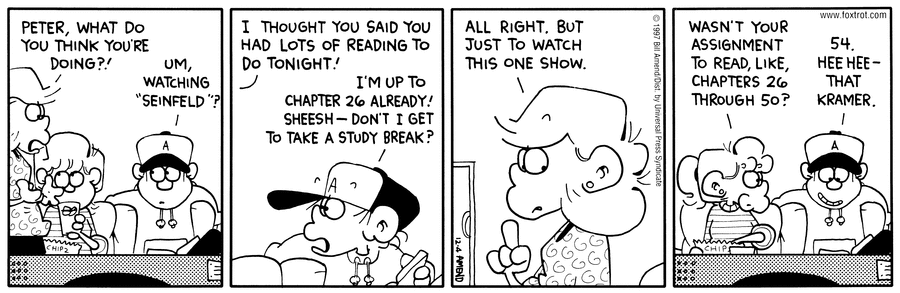 PETER, WHAT DO
YOU THINK YOU'RE
DOING?!
UM,
WATCHING
"SEINFELD"?
A
CHIPZ
I THOUGHT YOU SAID YOU
HAD LOTS OF READING TO
DO TONIGHT!
I'M UP TO
CHAPTER 26 ALREADY!
SHEESH — DON'T I GET
TO TAKE A STUDY BREAK?
A
ALL RIGHT. BUT
JUST TO WATCH
THIS ONE SHOW.
12-4 AMEND
© 1997 Bill Amend/Dist. by Universal Press Syndicate
www.foxtrot.com
WASN'T YOUR
ASSIGNMENT
TO READ, LIKE,
CHAPTERS 26
THROUGH 50?
54.
HEE HEE —
THAT
KRAMER.
A
CHIP